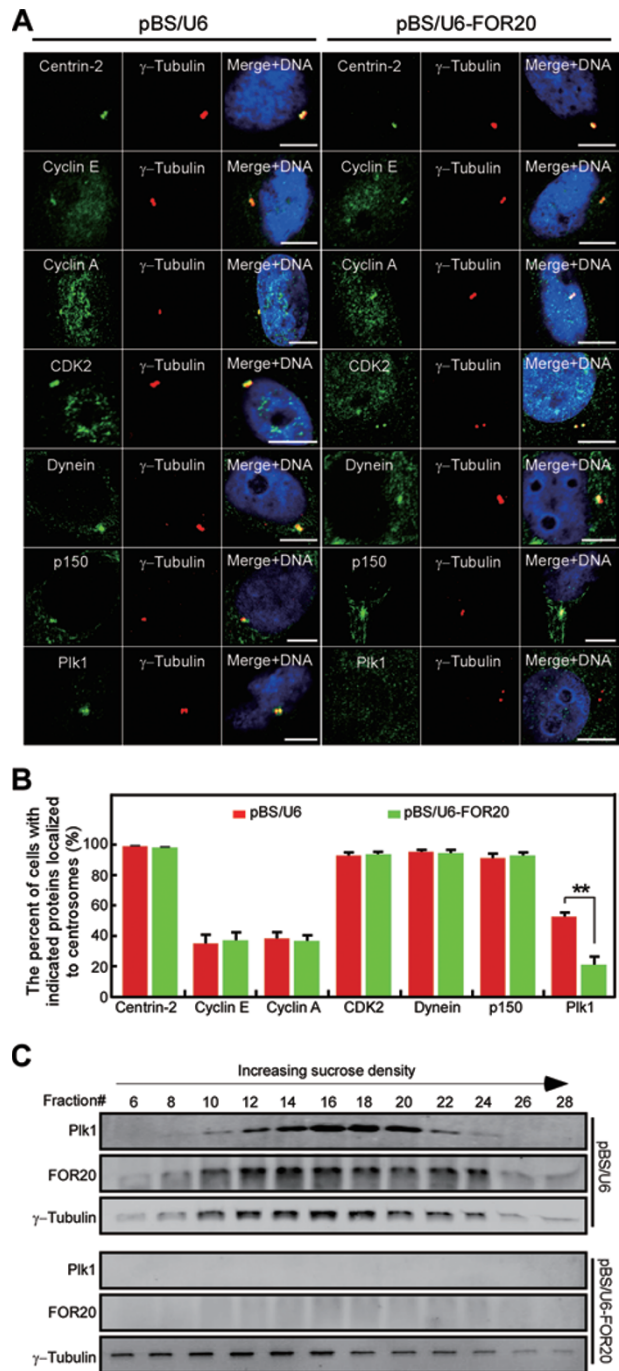 A
pBS/U6 pBS/U6-FOR20
Centrin-2 γ–Tubulin Merge+DNA Centrin-2 γ–Tubulin Merge+DNA
Cyclin E γ–Tubulin Merge+DNA Cyclin E γ–Tubulin Merge+DNA
Cyclin A γ–Tubulin Merge+DNA Cyclin A γ–Tubulin Merge+DNA
CDK2 γ–Tubulin Merge+DNA CDK2 γ–Tubulin Merge+DNA
Dynein γ–Tubulin Merge+DNA Dynein γ–Tubulin Merge+DNA
p150 γ–Tubulin Merge+DNA p150 γ–Tubulin Merge+DNA
Plk1 γ–Tubulin Merge+DNA Plk1 γ–Tubulin Merge+DNA
B
The percent of cells with
indicated proteins localized
to centrosomes (%)
pBS/U6 pBS/U6-FOR20
100
80
60
40
20
0
**
Centrin-2 Cyclin E Cyclin A CDK2 Dynein p150 Plk1
C
Increasing sucrose density
Fraction# 6 8 10 12 14 16 18 20 22 24 26 28
Plk1
FOR20
γ–Tubulin
pBS/U6
Plk1
FOR20
γ–Tubulin
pBS/U6-FOR20